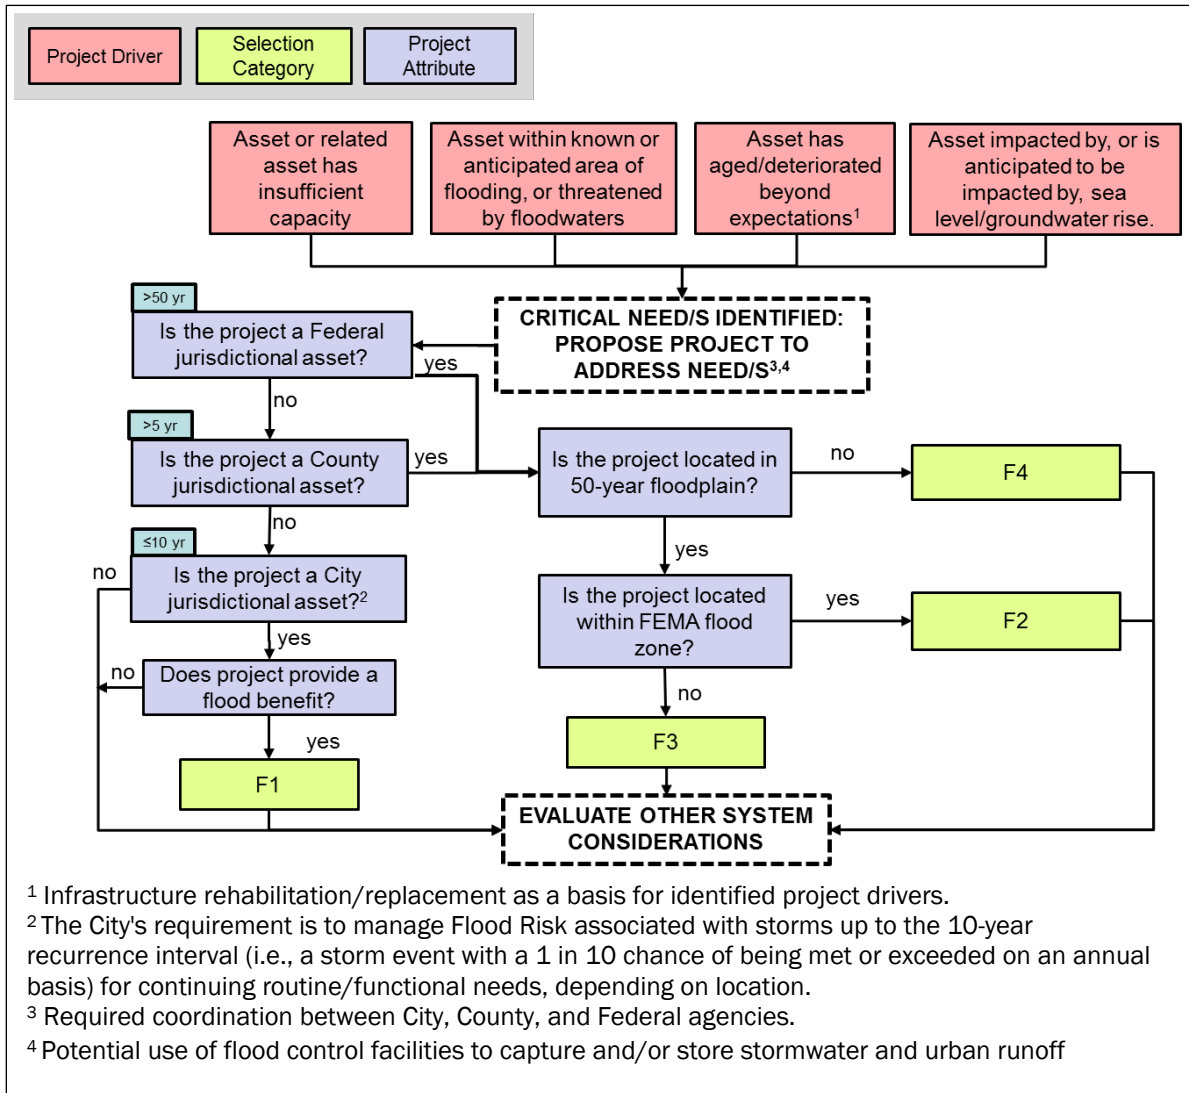 Project Driver
Selection
Category
Project
Attribute
Asset or related
asset has
insufficient
capacity
Asset within known or
anticipated area of
flooding, or threatened
by floodwaters
Asset has
aged/deteriorated
beyond
expectations¹
Asset impacted by, or is
anticipated to be
impacted by, sea
level/groundwater rise.
CRITICAL NEED/S IDENTIFIED:
PROPOSE PROJECT TO
ADDRESS NEED/S³,⁴
>50 yr
Is the project a Federal
jurisdictional asset?
yes
no
>5 yr
Is the project a County
jurisdictional asset?
yes
no
≤10 yr
Is the project a City
jurisdictional asset?²
no
yes
Does project provide a
flood benefit?
no
yes
F1
Is the project located in
50-year floodplain?
no
F4
yes
Is the project located
within FEMA flood
zone?
yes
F2
no
F3
EVALUATE OTHER SYSTEM
CONSIDERATIONS
¹ Infrastructure rehabilitation/replacement as a basis for identified project drivers.
² The City's requirement is to manage Flood Risk associated with storms up to the 10-year
recurrence interval (i.e., a storm event with a 1 in 10 chance of being met or exceeded on an annual
basis) for continuing routine/functional needs, depending on location.
³ Required coordination between City, County, and Federal agencies.
⁴ Potential use of flood control facilities to capture and/or store stormwater and urban runoff